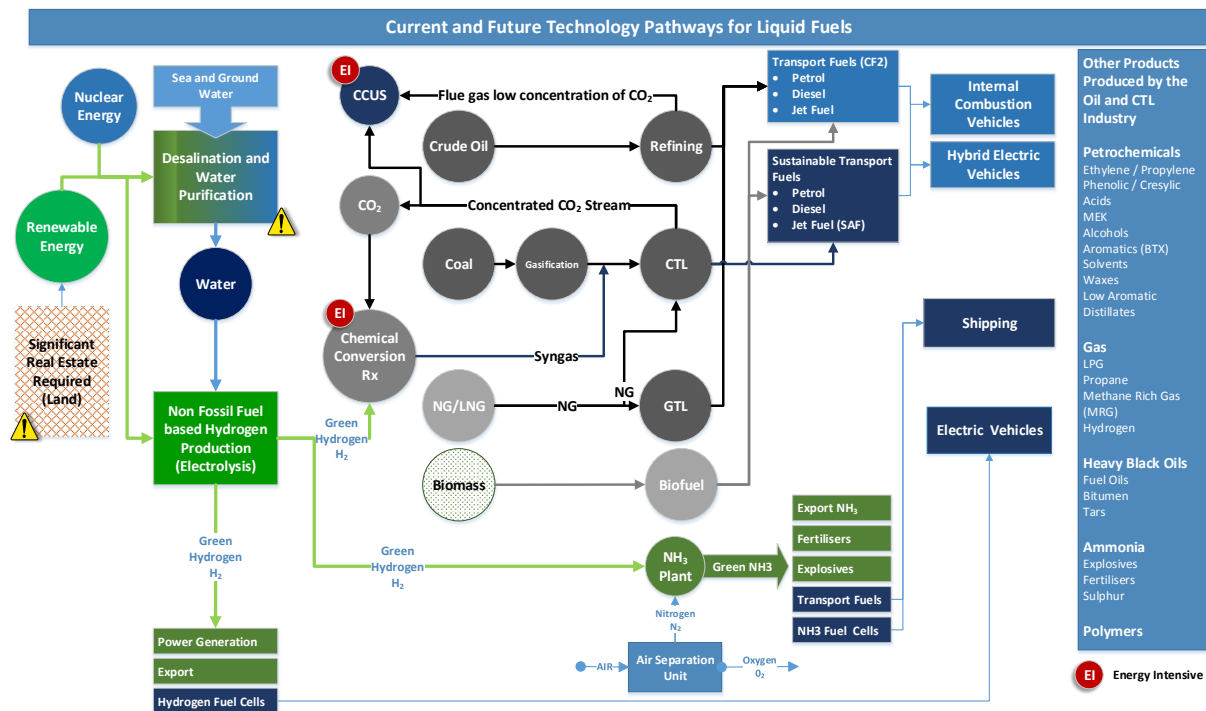 Current and Future Technology Pathways for Liquid Fuels
Nuclear
Energy
Sea and Ground
Water
Desalination and
Water
Purification
Renewable
Energy
Water
Significant
Real Estate
Required
(Land)
Non Fossil Fuel
based Hydrogen
Production
(Electrolysis)
Green
Hydrogen
H₂
Green
Hydrogen
H₂
Green
Hydrogen
H₂
Power Generation
Export
Hydrogen Fuel Cells
EI
CCUS
Flue gas low concentration of CO₂
Crude Oil
Refining
CO₂
Concentrated CO₂ Stream
Coal
Gasification
CTL
EI
Chemical
Conversion
Rx
Syngas
NG/LNG
NG
NG
GTL
Biomass
Biofuel
NH₃
Plant
Green NH3
Nitrogen
N₂
AIR
Air Separation
Unit
Oxygen
0₂
Transport Fuels (CF2)
• Petrol
• Diesel
• Jet Fuel
Sustainable Transport
Fuels
• Petrol
• Diesel
• Jet Fuel (SAF)
Internal
Combustion
Vehicles
Hybrid Electric
Vehicles
Shipping
Electric Vehicles
Export NH₃
Fertilisers
Explosives
Transport Fuels
NH3 Fuel Cells
Other Products
Produced by the
Oil and CTL
Industry
Petrochemicals
Ethylene / Propylene
Phenolic / Cresylic
Acids
MEK
Alcohols
Aromatics (BTX)
Solvents
Waxes
Low Aromatic
Distillates
Gas
LPG
Propane
Methane Rich Gas
(MRG)
Hydrogen
Heavy Black Oils
Fuel Oils
Bitumen
Tars
Ammonia
Explosives
Fertilisers
Sulphur
Polymers
EI Energy Intensive